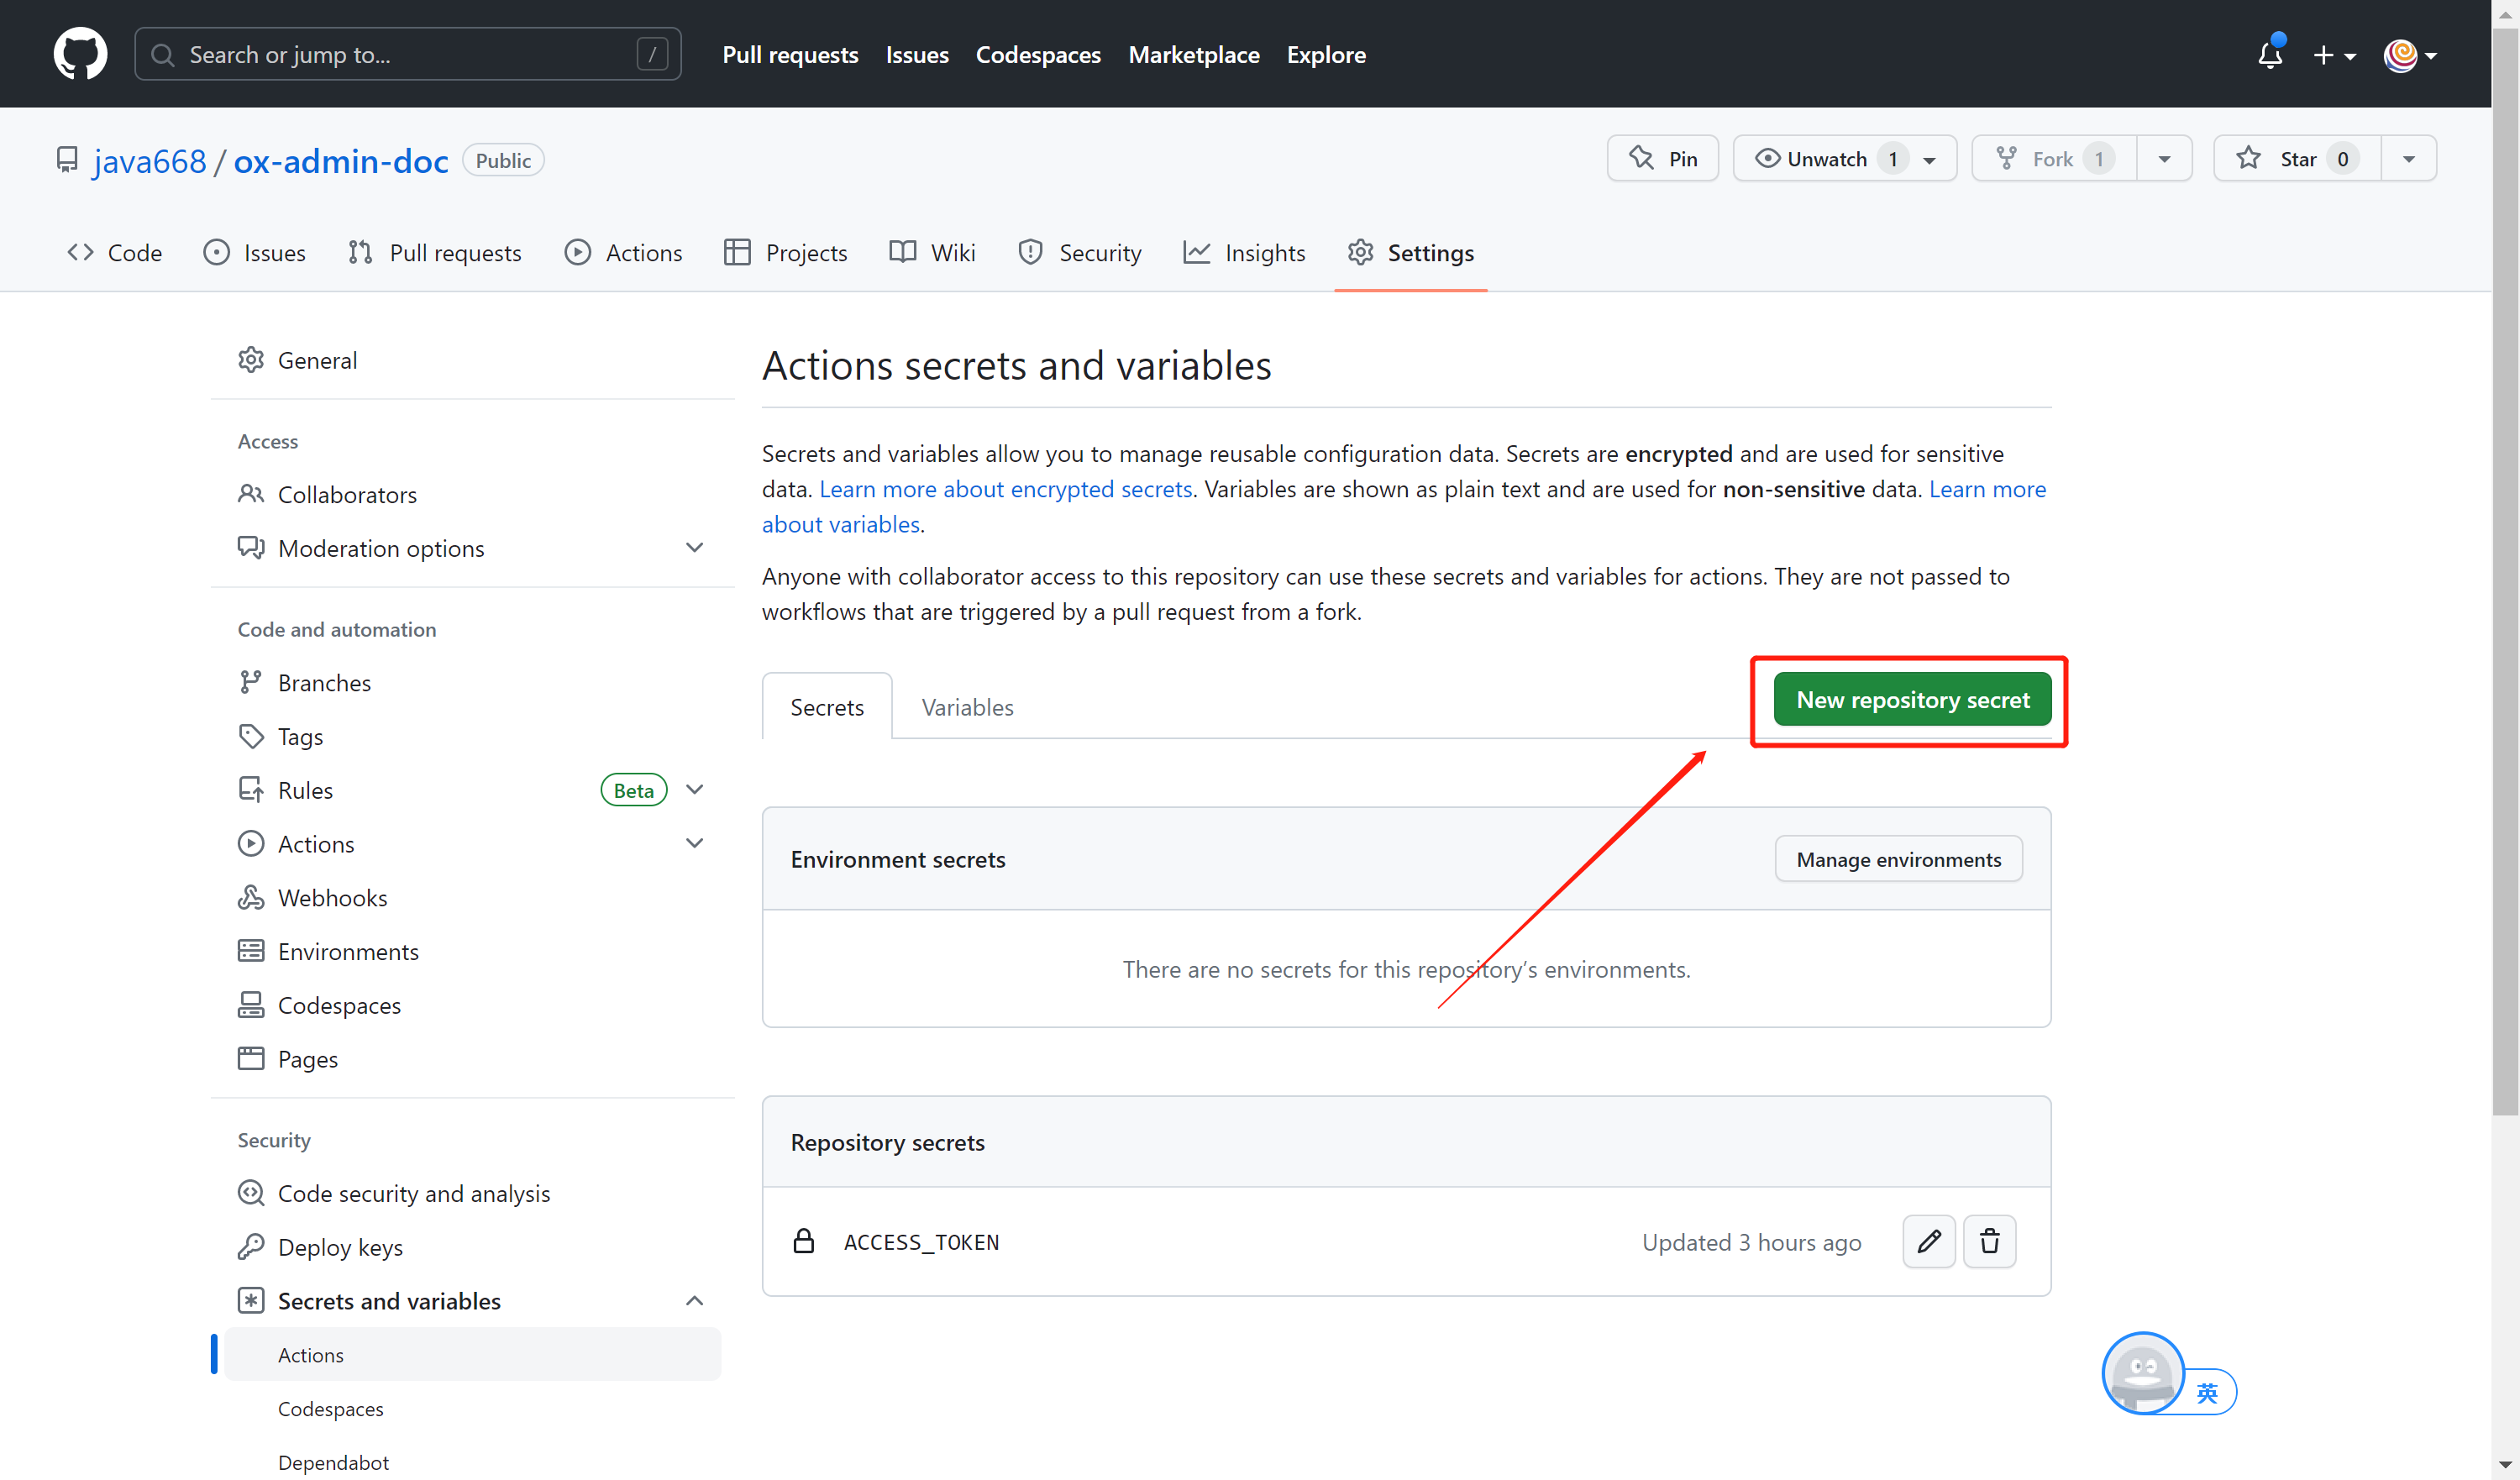 Search or jump to...
/
Pull requests
Issues
Codespaces
Marketplace
Explore
java668 / ox-admin-doc
Public
Pin
Unwatch 1
Fork 1
Star 0
Code
Issues
Pull requests
Actions
Projects
Wiki
Security
Insights
Settings
General
Access
Collaborators
Moderation options
Code and automation
Branches
Tags
Rules
Beta
Actions
Webhooks
Environments
Codespaces
Pages
Security
Code security and analysis
Deploy keys
Secrets and variables
Actions
Codespaces
Dependabot
Actions secrets and variables
Secrets and variables allow you to manage reusable configuration data. Secrets are encrypted and are used for sensitive
data. Learn more about encrypted secrets. Variables are shown as plain text and are used for non-sensitive data. Learn more
about variables.
Anyone with collaborator access to this repository can use these secrets and variables for actions. They are not passed to
workflows that are triggered by a pull request from a fork.
Secrets
Variables
New repository secret
Environment secrets
Manage environments
There are no secrets for this repository’s environments.
Repository secrets
ACCESS_TOKEN
Updated 3 hours ago
英